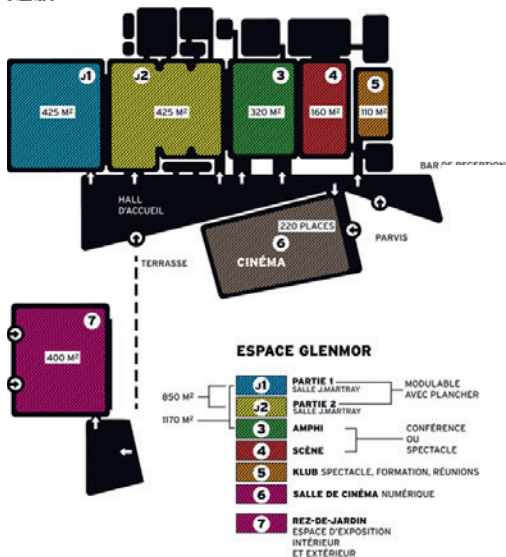 J1
J2
3
4
5
425 M²
425 M²
320 M²
160 M²
110 M²
BAR DE RECEPTION
HALL
D'ACCUEIL
220 PLACES
6
CINÉMA
PARVIS
TERRASSE
7
400 M²
ESPACE GLENMOR
J1 PARTIE 1
SALLE J.MARTRAY
J2 PARTIE 2
SALLE J.MARTRAY
MODULABLE
AVEC PLANCHER
850 M²
1170 M²
3 AMPHI
4 SCÈNE
CONFÉRENCE
OU
SPECTACLE
5 KLUB SPECTACLE, FORMATION, RÉUNIONS
6 SALLE DE CINÉMA NUMÉRIQUE
7 REZ-DE-JARDIN
ESPACE D'EXPOSITION
INTÉRIEUR
ET EXTÉRIEUR